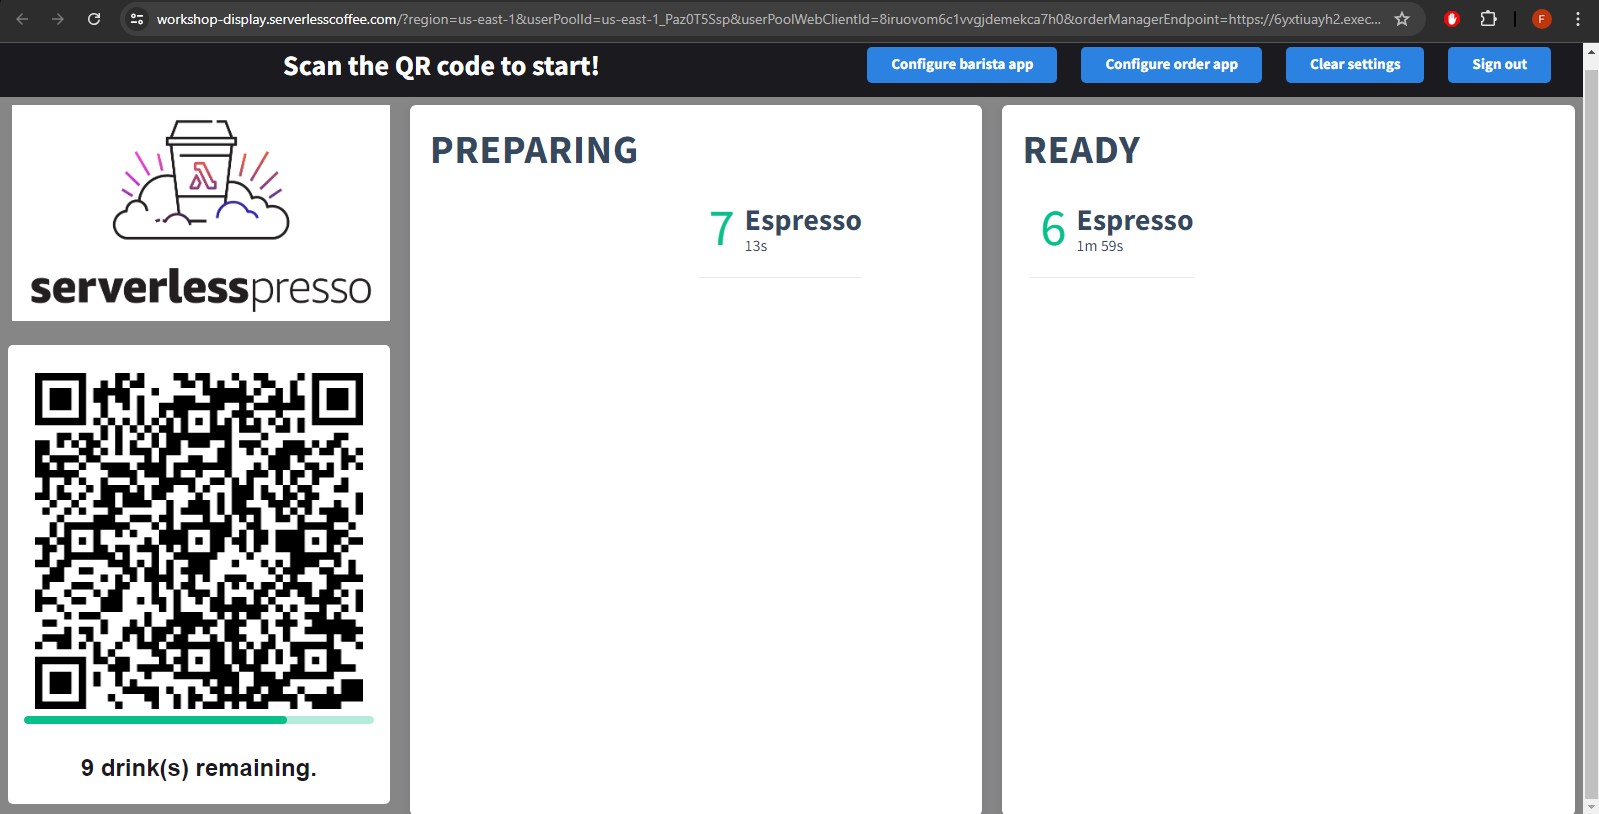 workshop-display.serverlesscoffee.com/?region=us-east-1&userPoolId=us-east-1_Paz0T5Ssp&userPoolWebClientId=8iruovom6c1vvgjdemekca7h0&orderManagerEndpoint=https://6yxtiuayh2.exec...
F
Scan the QR code to start!
Configure barista app
Configure order app
Clear settings
Sign out
serverlesspresso
9 drink(s) remaining.
PREPARING
7 Espresso
13s
READY
6 Espresso
1m 59s